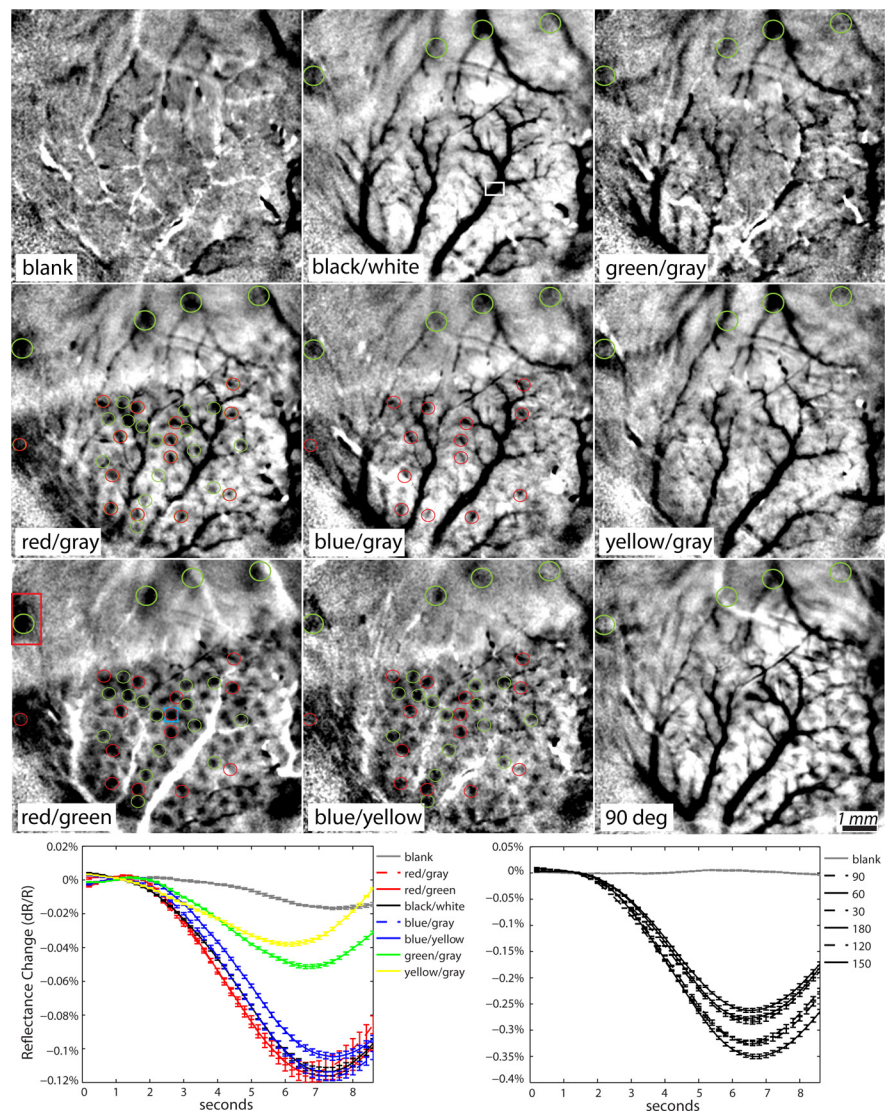 blank
black/white
green/gray
red/gray
blue/gray
yellow/gray
red/green
blue/yellow
90 deg
1 mm
0.02%
0%
−0.02%
−0.04%
−0.06%
−0.08%
−0.1%
−0.12%
Reflectance Change (dR/R)
0 1 2 3 4 5 6 7 8
seconds
blank
red/gray
red/green
black/white
blue/gray
blue/yellow
green/gray
yellow/gray
0.05%
0%
−0.05%
−0.1%
−0.15%
−0.2%
−0.25%
−0.3%
−0.35%
−0.4%
0 1 2 3 4 5 6 7 8
seconds
blank
90
60
30
180
120
150